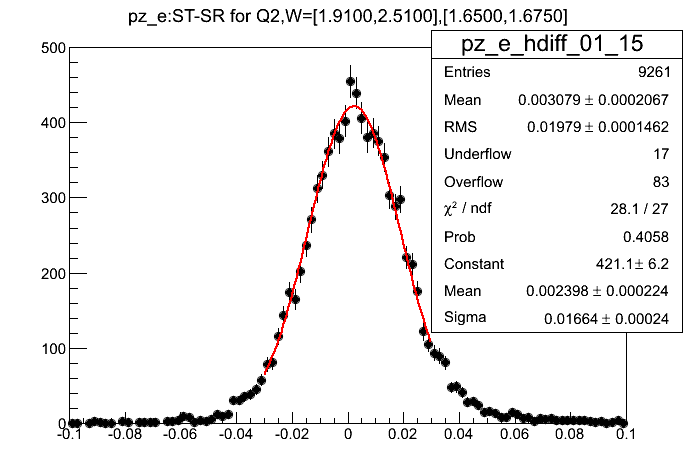 pz_e:ST-SR for Q2,W=[1.9100,2.5100],[1.6500,1.6750]
pz_e_hdiff_01_15
Entries 9261
Mean 0.003079 ± 0.0002067
RMS 0.01979 ± 0.0001462
Underflow 17
Overflow 83
χ² / ndf 28.1 / 27
Prob 0.4058
Constant 421.1± 6.2
Mean 0.002398 ± 0.000224
Sigma 0.01664 ± 0.00024
500
400
300
200
100
0
-0.1 -0.08 -0.06 -0.04 -0.02 0 0.02 0.04 0.06 0.08 0.1